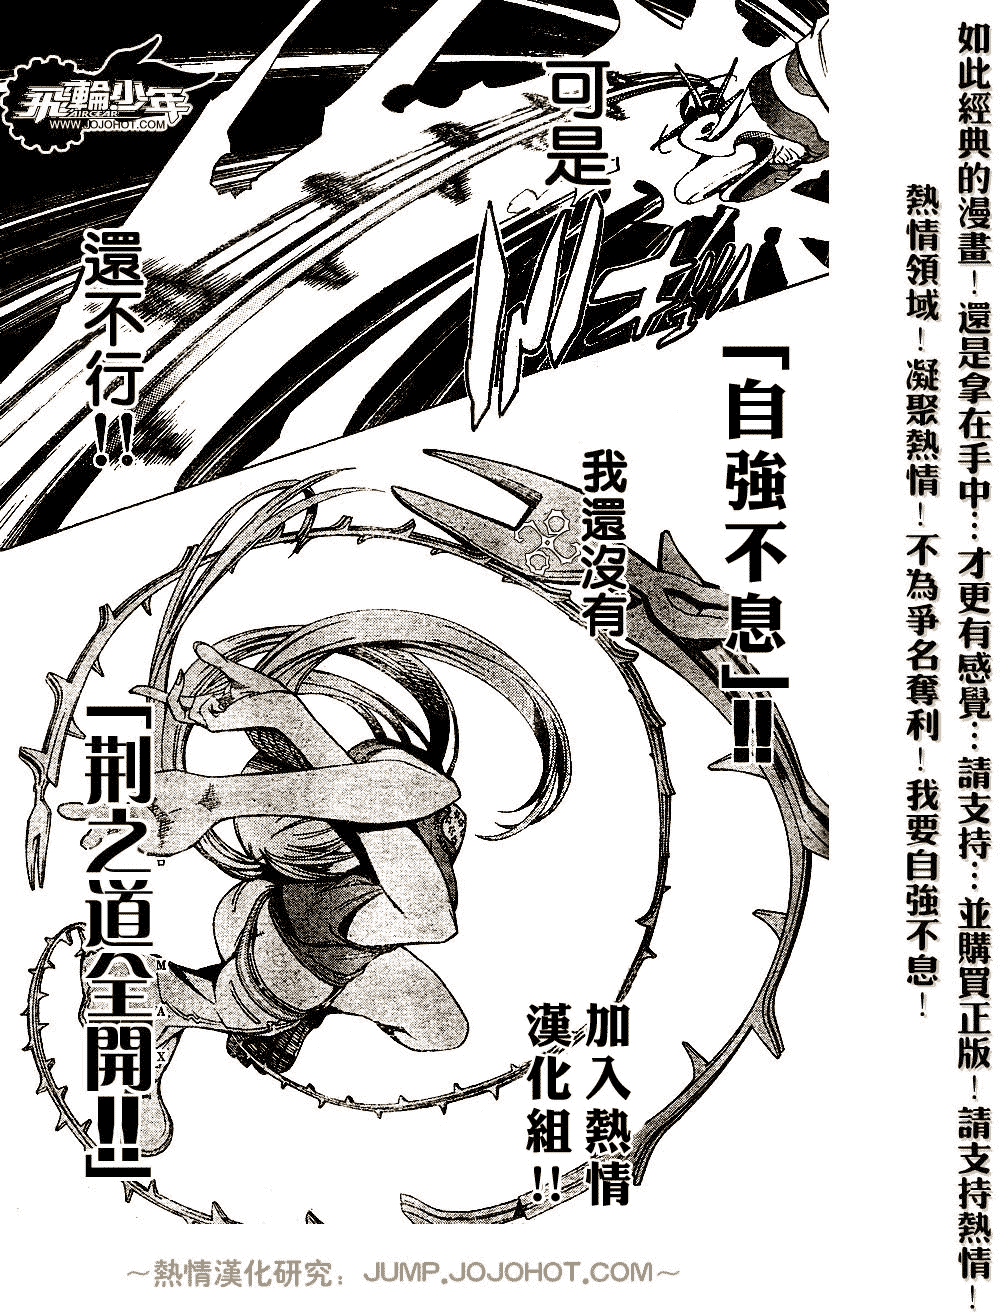 如此經典的漫畫！還是拿在手中…才更有感覺…請支持…並購買正版！請支持熱情！
熱情領域！凝聚熱情！不為爭名奪利！我要自強不息！
飛輪少年
AIRGEAR
WWW.JOJOHOT.COM
可是
還不行!!
「自強不息」!!
我還沒有
加入熱情
漢化組!!
「荊之道全開!!」
MAX
～熱情漢化研究：JUMP.JOJOHOT.COM～